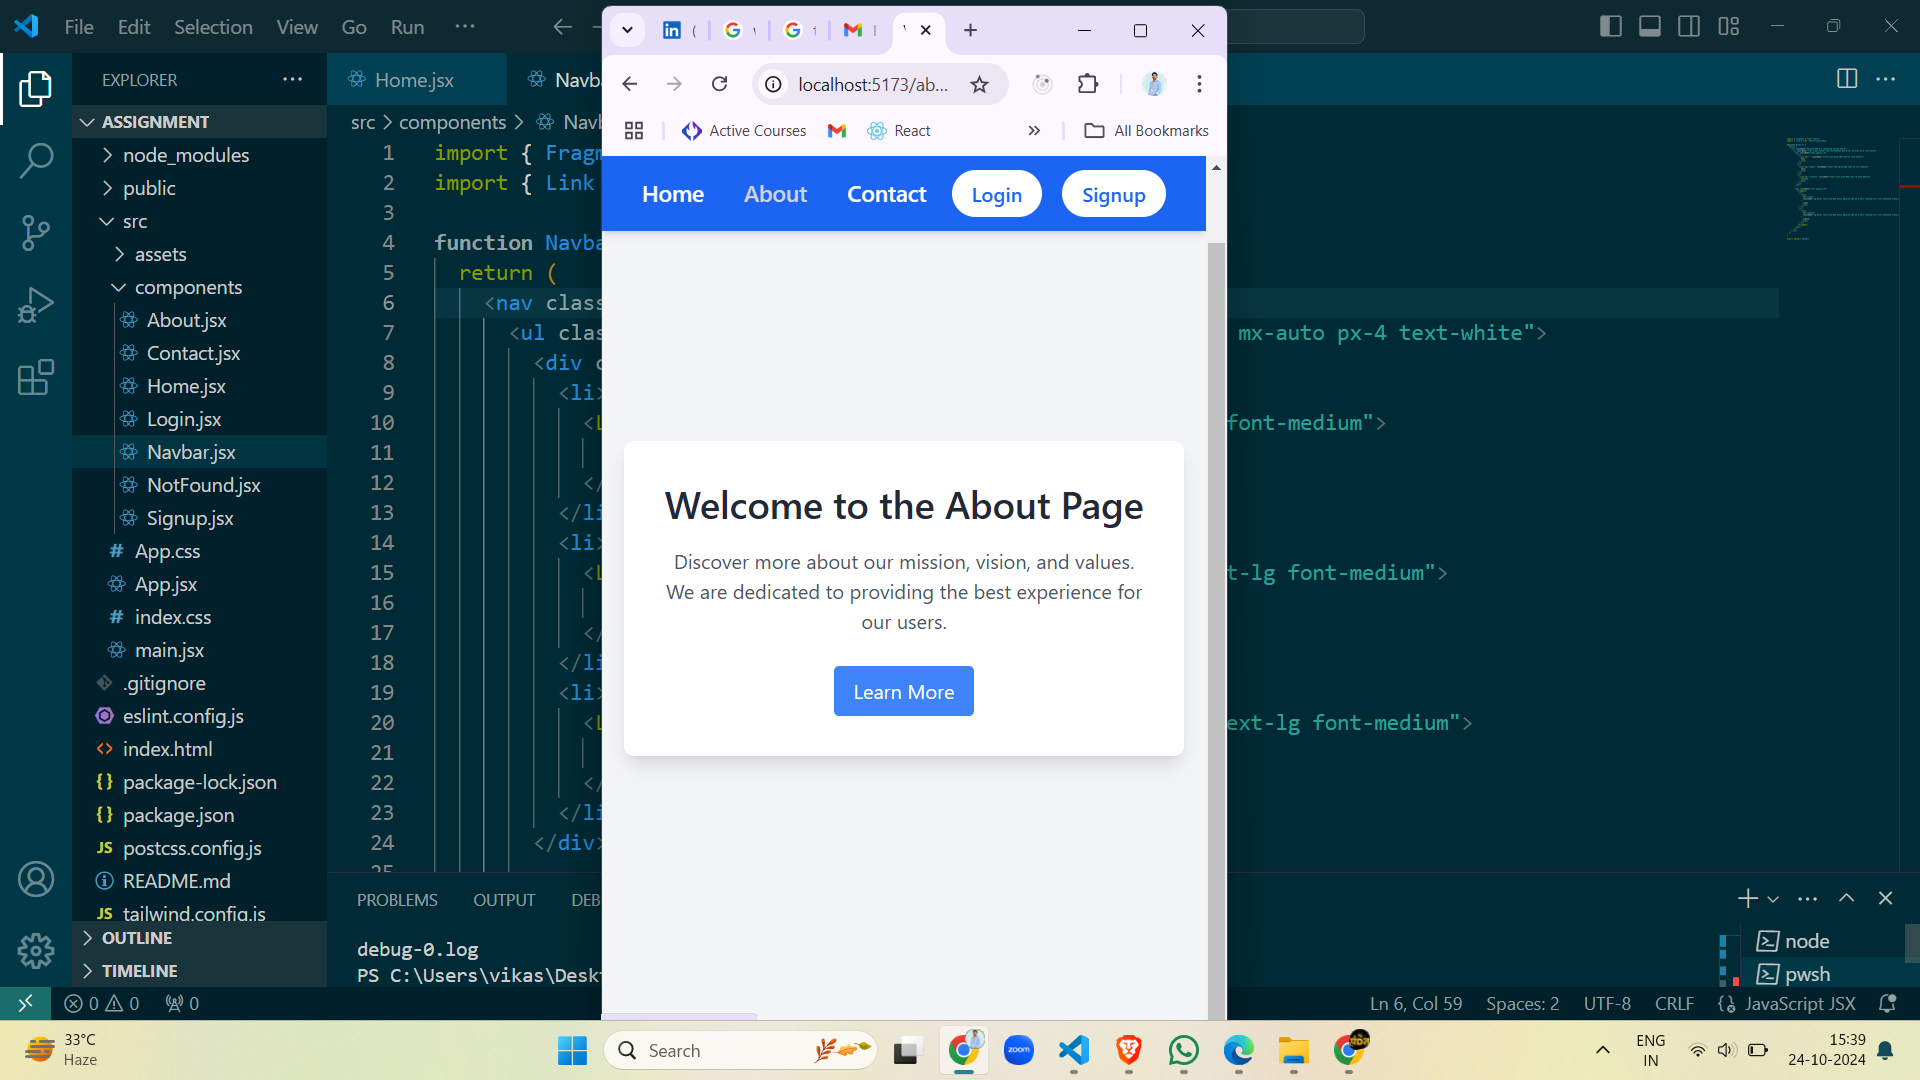 File Edit Selection View Go Run
EXPLORER
ASSIGNMENT
node_modules
public
src
assets
components
About.jsx
Contact.jsx
Home.jsx
Login.jsx
Navbar.jsx
NotFound.jsx
Signup.jsx
# App.css
App.jsx
# index.css
main.jsx
.gitignore
eslint.config.js
<> index.html
{} package-lock.json
{} package.json
JS postcss.config.js
README.md
JS tailwind.config.js
OUTLINE
TIMELINE
Home.jsx
src > components >
1 import {
2 import { Link
3
4 function
5 return (
6 <nav
7 <ul mx-auto px-4 text-white">
8 <div
9 <li>
10 font-medium">
11
12 </
13 </li
14 <li>
15 t-lg font-medium">
16
17 </
18 </li
19 <li>
20 ext-lg font-medium">
21
22 </
23 </li
24 </div>
localhost:5173/ab...
Active Courses React All Bookmarks
Home About Contact Login Signup
Welcome to the About Page
Discover more about our mission, vision, and values.
We are dedicated to providing the best experience for
our users.
Learn More
PROBLEMS OUTPUT
debug-0.log
PS C:\Users\vikas\Desk
node
pwsh
0 0 0
Ln 6, Col 59 Spaces: 2 UTF-8 CRLF JavaScript JSX
33°C
Haze
Search
zoom
ENG
IN
15:39
24-10-2024